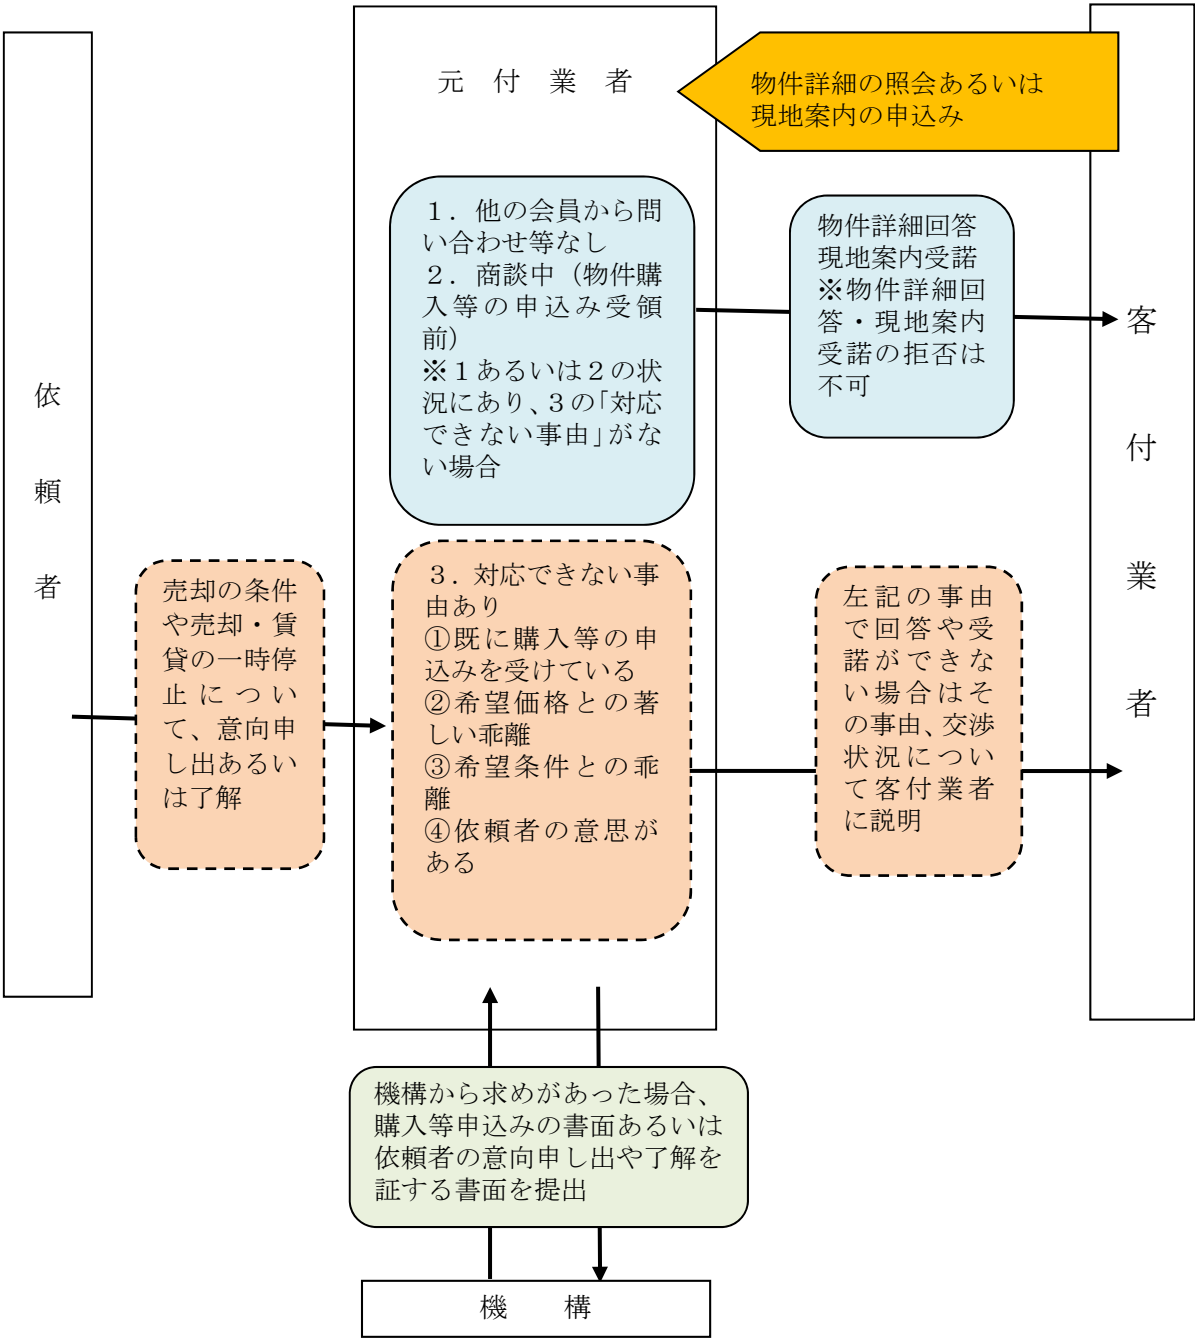 元付業者
物件詳細の照会あるいは
現地案内の申込み
1．他の会員から問
い合わせ等なし
2．商談中（物件購
入等の申込み受領
前）
※1あるいは2の状
況にあり、3の「対応
できない事由」がな
い場合
物件詳細回答
現地案内受諾
※物件詳細回
答・現地案内
受諾の拒否は
不可
客付業者
依頼者
売却の条件
や売却・賃
貸の一時停
止につい
て、意向申
し出あるい
は了解
3．対応できない事
由あり
①既に購入等の申
込みを受けている
②希望価格との著
しい乖離
③希望条件との乖
離
④依頼者の意思が
ある
左記の事由
で回答や受
諾ができな
い場合はそ
の事由、交渉
状況につい
て客付業者
に説明
機構から求めがあった場合、
購入等申込みの書面あるいは
依頼者の意向申し出や了解を
証する書面を提出
機構